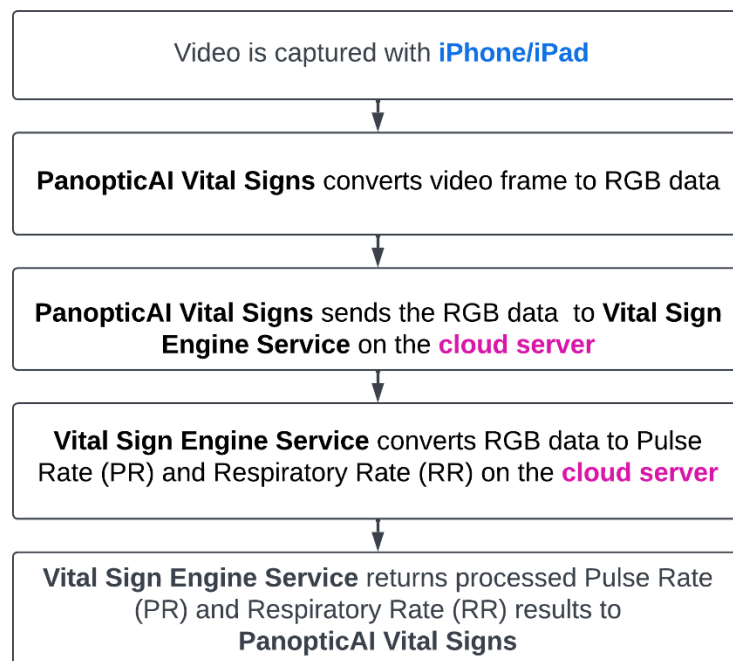 Video is captured with iPhone/iPad
PanopticAI Vital Signs converts video frame to RGB data
PanopticAI Vital Signs sends the RGB data to Vital Sign
Engine Service on the cloud server
Vital Sign Engine Service converts RGB data to Pulse
Rate (PR) and Respiratory Rate (RR) on the cloud server
Vital Sign Engine Service returns processed Pulse Rate
(PR) and Respiratory Rate (RR) results to
PanopticAI Vital Signs